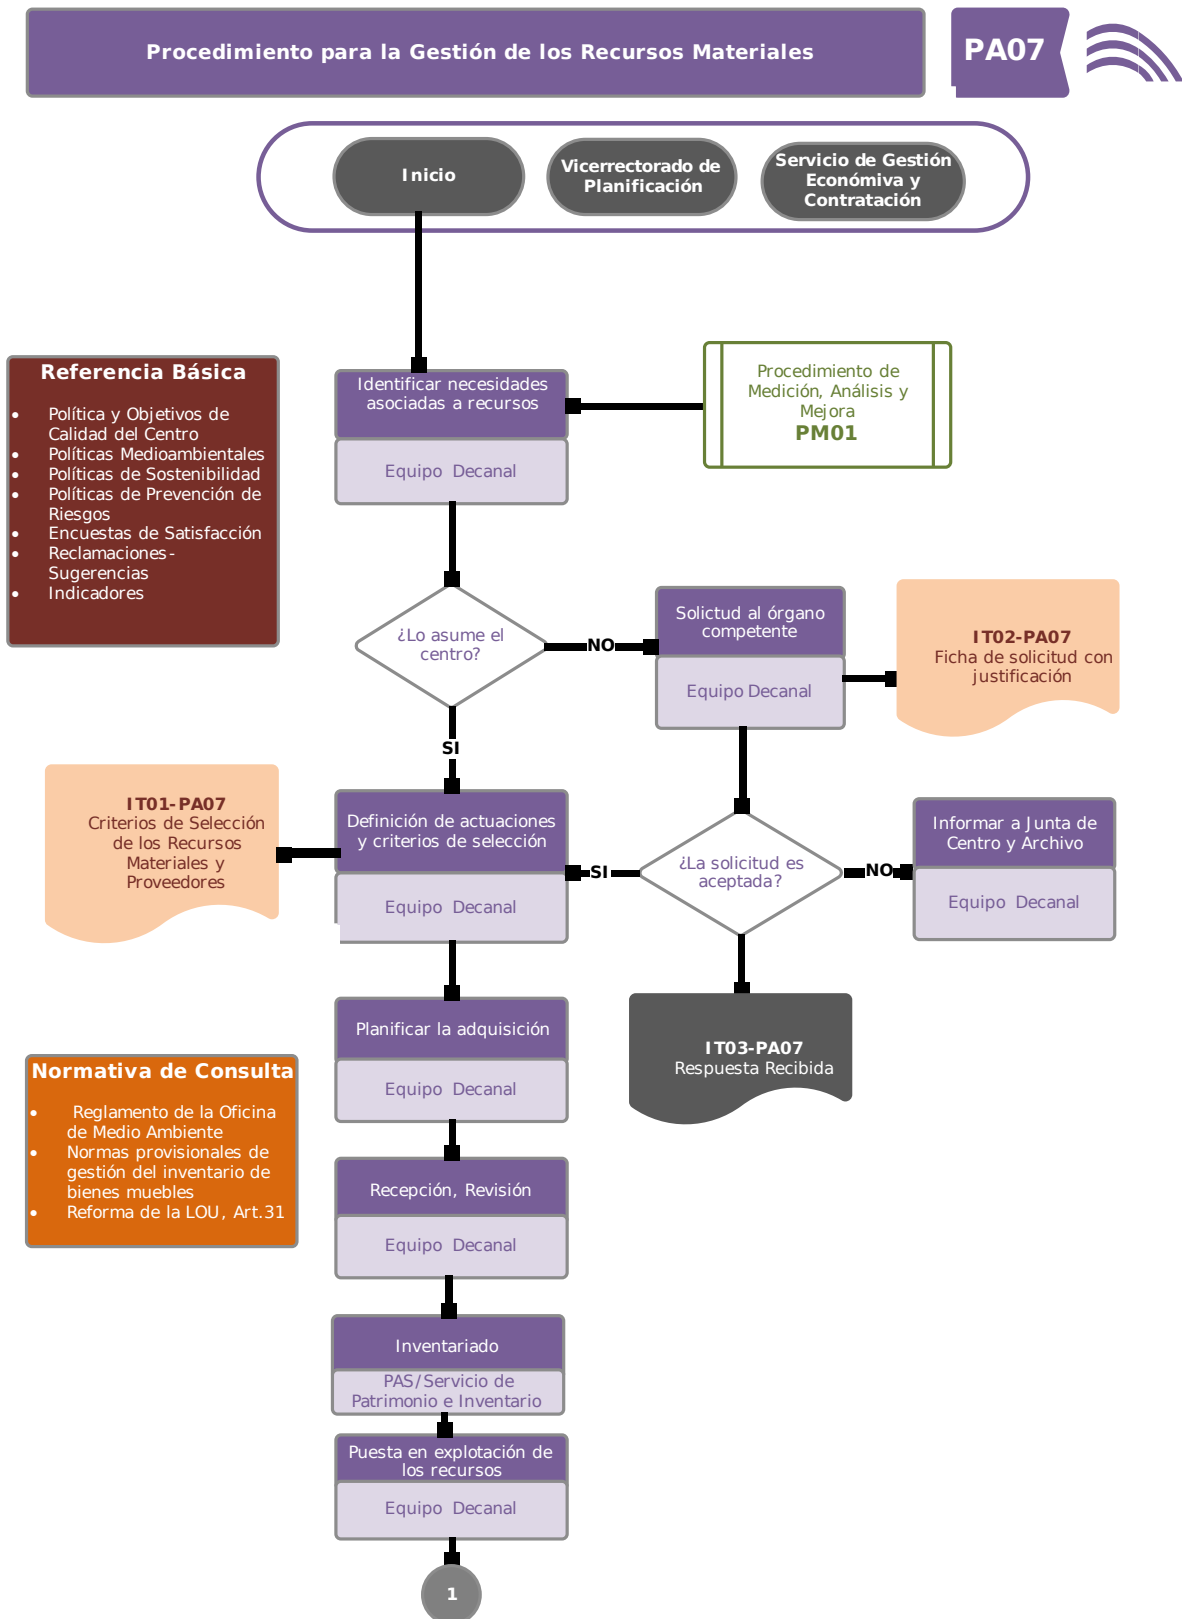 Procedimiento para la Gestión de los Recursos Materiales
PA07
Inicio
Vicerrectorado de
Planificación
Servicio de Gestión
Económiva y
Contratación
Referencia Básica
• Política y Objetivos de
Calidad del Centro
• Políticas Medioambientales
• Políticas de Sostenibilidad
• Políticas de Prevención de
Riesgos
• Encuestas de Satisfacción
• Reclamaciones-
Sugerencias
• Indicadores
Identificar necesidades
asociadas a recursos
Equipo Decanal
Procedimiento de
Medición, Análisis y
Mejora
PM01
¿Lo asume el
centro?
NO
SI
Solictud al órgano
competente
Equipo Decanal
IT02-PA07
Ficha de solicitud con
justificación
IT01-PA07
Criterios de Selección
de los Recursos
Materiales y
Proveedores
Definición de actuaciones
y criterios de selección
Equipo Decanal
SI
¿La solicitud es
aceptada?
NO
Informar a Junta de
Centro y Archivo
Equipo Decanal
IT03-PA07
Respuesta Recibida
Planificar la adquisición
Equipo Decanal
Normativa de Consulta
• Reglamento de la Oficina
de Medio Ambiente
• Normas provisionales de
gestión del inventario de
bienes muebles
• Reforma de la LOU, Art.31
Recepción, Revisión
Equipo Decanal
Inventariado
PAS/Servicio de
Patrimonio e Inventario
Puesta en explotación de
los recursos
Equipo Decanal
1